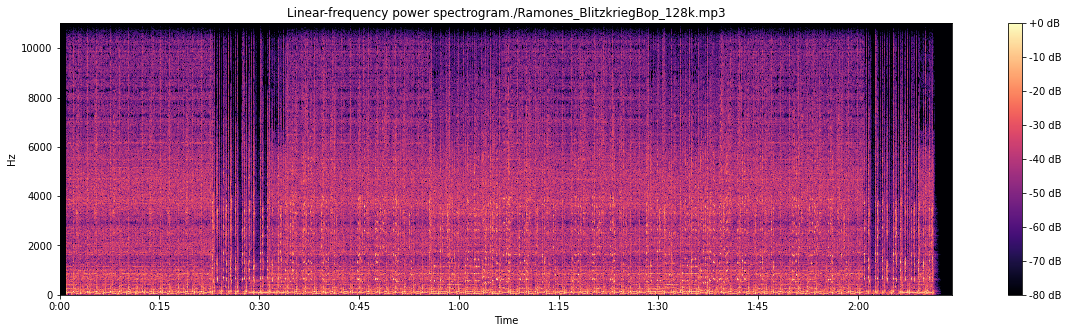 Linear-frequency power spectrogram./Ramones_BlitzkriegBop_128k.mp3
10000
8000
6000
4000
2000
0
Hz
0:00 0:15 0:30 0:45 1:00 1:15 1:30 1:45 2:00
Time
+0 dB
-10 dB
-20 dB
-30 dB
-40 dB
-50 dB
-60 dB
-70 dB
-80 dB